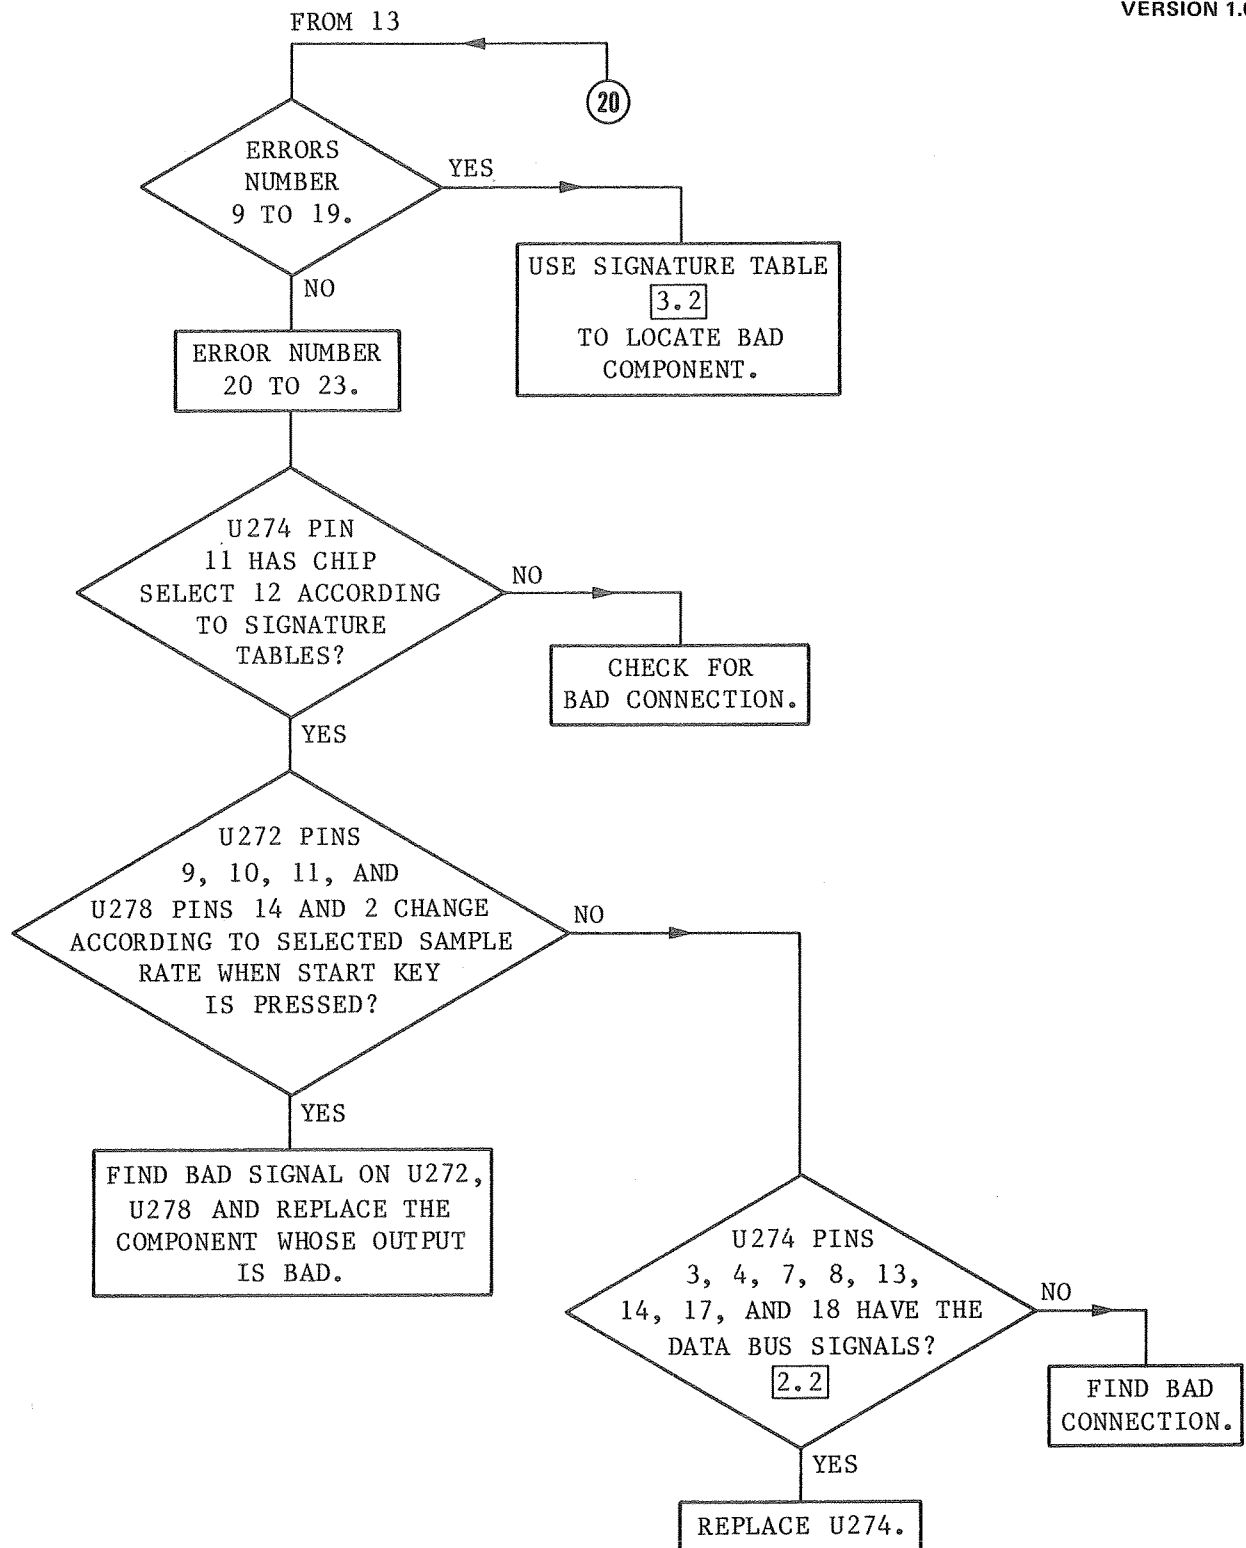 VERSION 1.0
FROM 13
20
ERRORS
NUMBER
9 TO 19.
YES
USE SIGNATURE TABLE
3.2
TO LOCATE BAD
COMPONENT.
NO
ERROR NUMBER
20 TO 23.
U274 PIN
11 HAS CHIP
SELECT 12 ACCORDING
TO SIGNATURE
TABLES?
NO
CHECK FOR
BAD CONNECTION.
YES
U272 PINS
9, 10, 11, AND
U278 PINS 14 AND 2 CHANGE
ACCORDING TO SELECTED SAMPLE
RATE WHEN START KEY
IS PRESSED?
NO
YES
FIND BAD SIGNAL ON U272,
U278 AND REPLACE THE
COMPONENT WHOSE OUTPUT
IS BAD.
U274 PINS
3, 4, 7, 8, 13,
14, 17, AND 18 HAVE THE
DATA BUS SIGNALS?
2.2
NO
FIND BAD
CONNECTION.
YES
REPLACE U274.